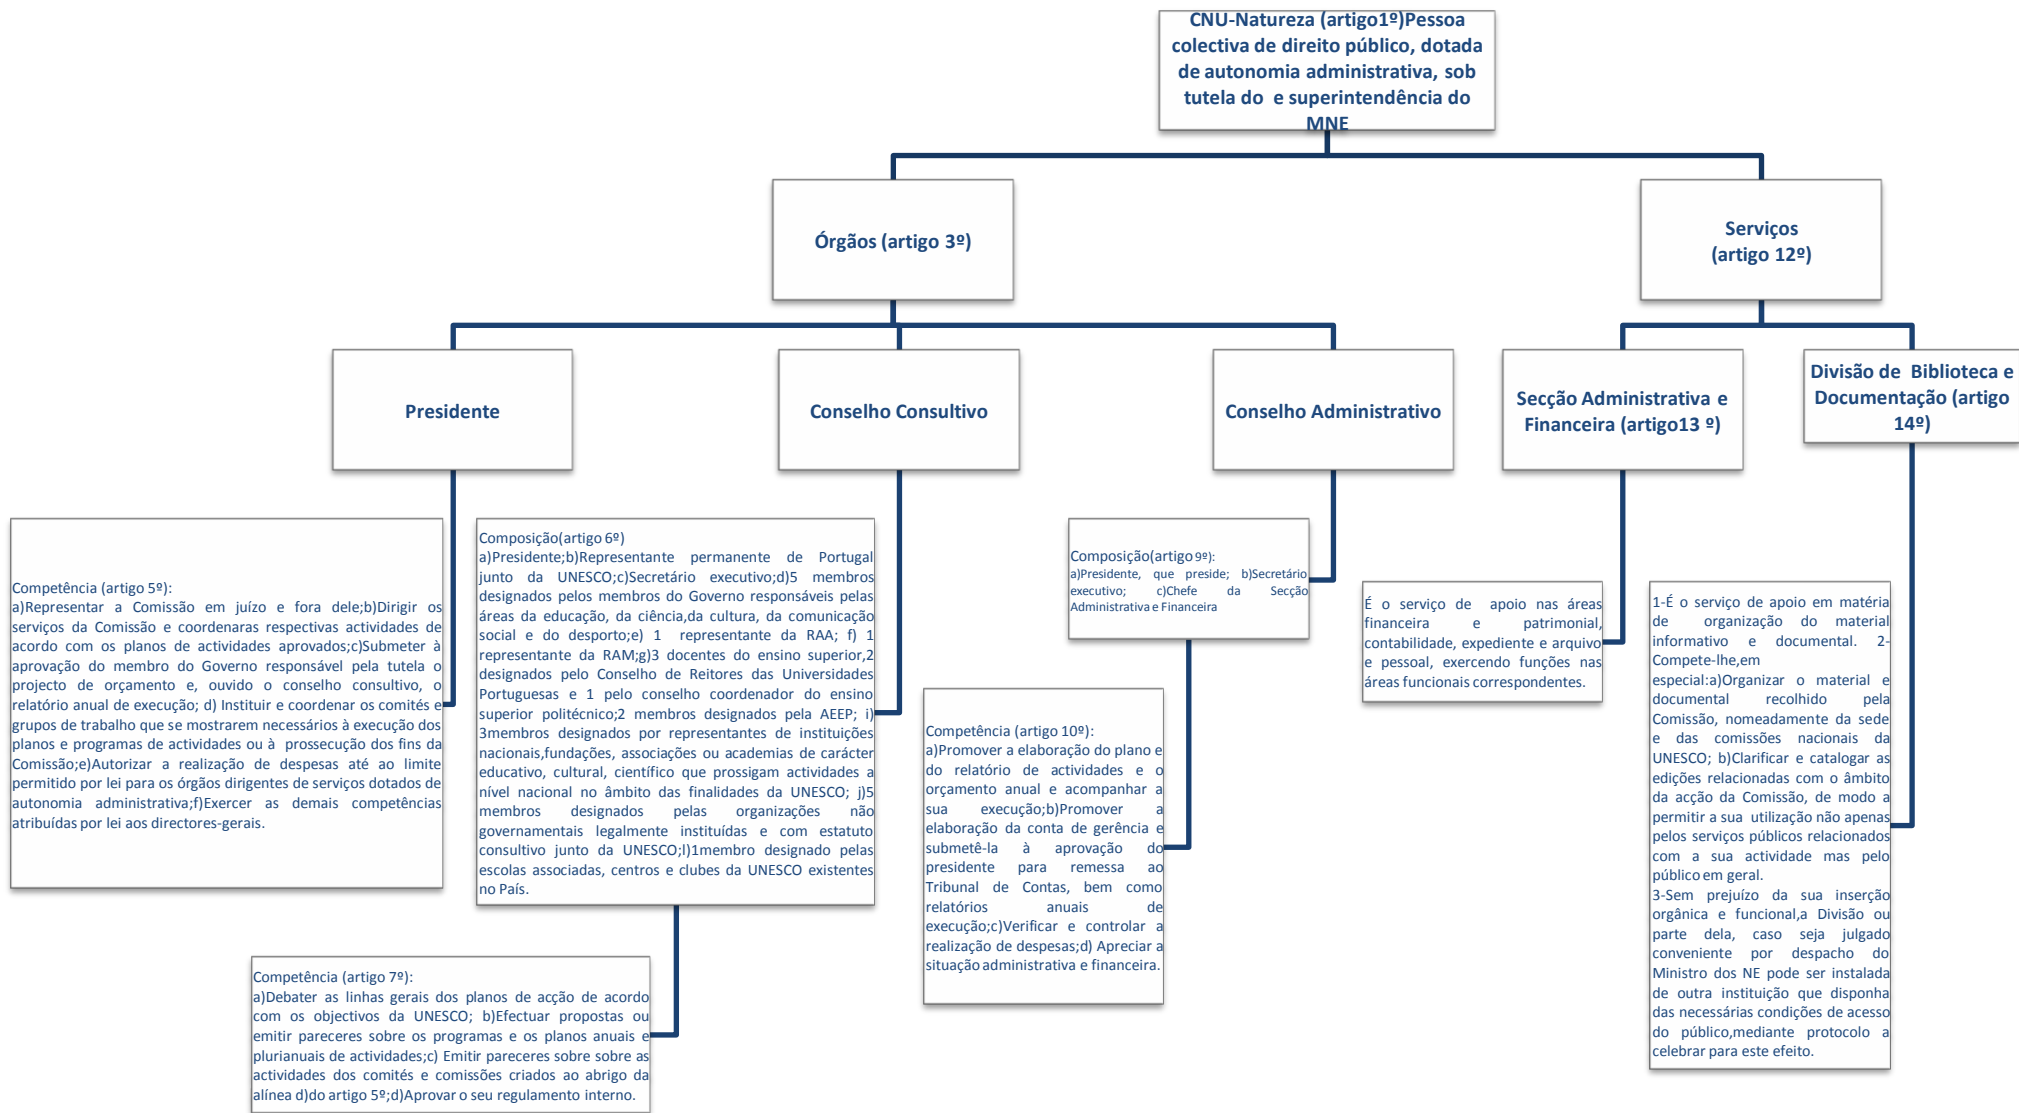 CNU-Natureza (artigo1º)Pessoa
colectiva de direito público, dotada
de autonomia administrativa, sob
tutela do  e superintendência do
MNE
Órgãos (artigo 3º)
Serviços
(artigo 12º)
Presidente
Conselho Consultivo
Conselho Administrativo
Secção Administrativa e
Financeira (artigo13 º)
Divisão de  Biblioteca e
Documentação (artigo
14º)
Competência (artigo 5º):
a)Representar a Comissão em juízo e fora dele;b)Dirigir os
serviços da Comissão e coordenaras respectivas actividades de
acordo com os planos de actividades aprovados;c)Submeter à
aprovação do membro do Governo responsável pela tutela o
projecto de orçamento e, ouvido o conselho consultivo, o
relatório anual de execução; d) Instituir e coordenar os comités e
grupos de trabalho que se mostrarem necessários à execução dos
planos e programas de actividades ou à  prossecução dos fins da
Comissão;e)Autorizar a realização de despesas até ao limite
permitido por lei para os órgãos dirigentes de serviços dotados de
autonomia administrativa;f)Exercer as demais competências
atribuídas por lei aos directores-gerais.
Composição(artigo 6º)
a)Presidente;b)Representante permanente de Portugal
junto da UNESCO;c)Secretário executivo;d)5 membros
designados pelos membros do Governo responsáveis pelas
áreas da educação, da ciência,da cultura, da comunicação
social e do desporto;e) 1  representante da RAA; f) 1
representante da RAM;g)3 docentes do ensino superior,2
designados pelo Conselho de Reitores das Universidades
Portuguesas e 1 pelo conselho coordenador do ensino
superior politécnico;2 membros designados pela AEEP; i)
3membros designados por representantes de instituições
nacionais,fundações, associações ou academias de carácter
educativo, cultural, científico que prossigam actividades a
nível nacional no âmbito das finalidades da UNESCO; j)5
membros designados pelas organizações não
governamentais legalmente instituídas e com estatuto
consultivo junto da UNESCO;l)1membro designado pelas
escolas associadas, centros e clubes da UNESCO existentes
no País.
Competência (artigo 7º):
a)Debater as linhas gerais dos planos de acção de acordo
com os objectivos da UNESCO; b)Efectuar propostas ou
emitir pareceres sobre os programas e os planos anuais e
plurianuais de actividades;c) Emitir pareceres sobre sobre as
actividades dos comités e comissões criados ao abrigo da
alínea d)do artigo 5º;d)Aprovar o seu regulamento interno.
Composição(artigo 9º):
a)Presidente, que preside; b)Secretário
executivo; c)Chefe da Secção
Administrativa e Financeira
Competência (artigo 10º):
a)Promover a elaboração do plano e
do relatório de actividades e o
orçamento anual e acompanhar a
sua execução;b)Promover a
elaboração da conta de gerência e
submetê-la à aprovação do
presidente para remessa ao
Tribunal de Contas, bem como
relatórios anuais de
execução;c)Verificar e controlar a
realização de despesas;d) Apreciar a
situação administrativa e financeira.
É o serviço de  apoio nas áreas
financeira e patrimonial,
contabilidade, expediente e arquivo
e pessoal, exercendo funções nas
áreas funcionais correspondentes.
1-É o serviço de apoio em matéria
de organização do material
informativo e documental. 2-
Compete-lhe,em
especial:a)Organizar o material e
documental recolhido pela
Comissão, nomeadamente da sede
e das comissões nacionais da
UNESCO; b)Clarificar e catalogar as
edições relacionadas com o âmbito
da acção da Comissão, de modo a
permitir a sua  utilização não apenas
pelos serviços públicos relacionados
com a sua actividade mas pelo
público em geral.
3-Sem prejuízo da sua inserção
orgânica e funcional,a Divisão ou
parte dela, caso seja julgado
conveniente por despacho do
Ministro dos NE pode ser instalada
de outra instituição que disponha
das necessárias condições de acesso
do público,mediante protocolo a
celebrar para este efeito.